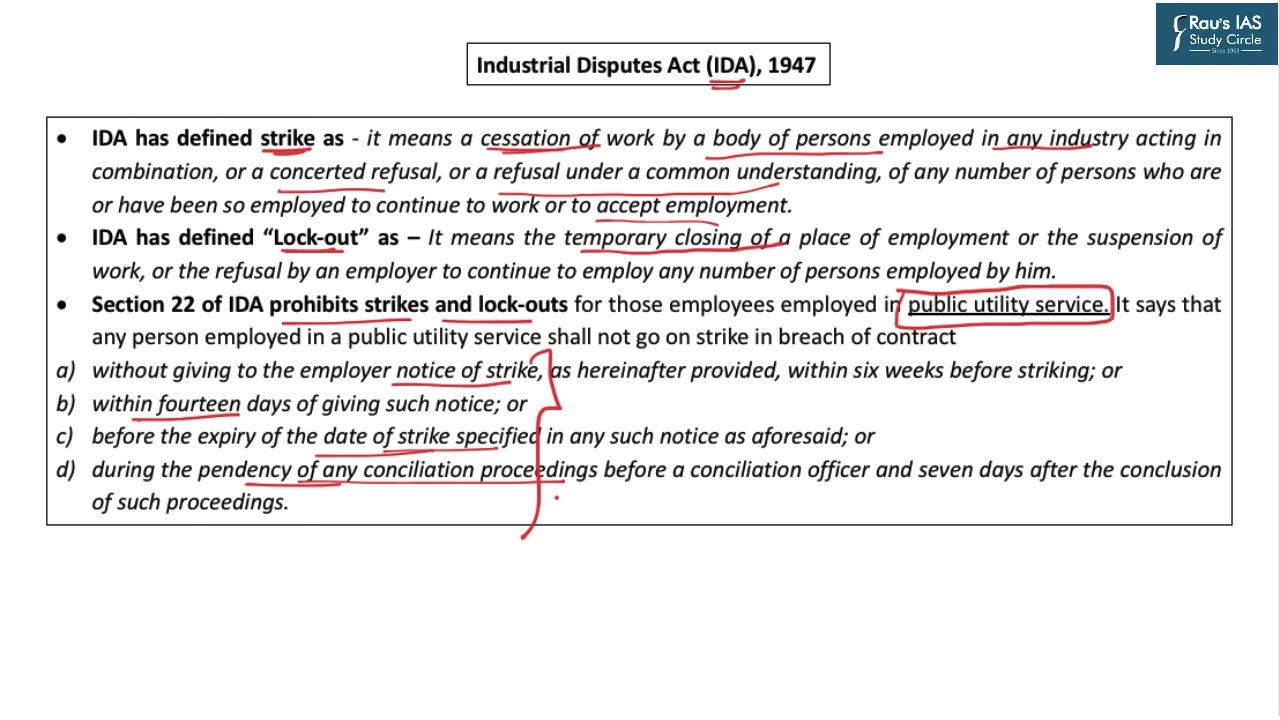 Rau's IAS
Study Circle
Since 1953
Industrial Disputes Act (IDA), 1947
• IDA has defined strike as - it means a cessation of work by a body of persons employed in any industry acting in
combination, or a concerted refusal, or a refusal under a common understanding, of any number of persons who are
or have been so employed to continue to work or to accept employment.
• IDA has defined “Lock-out” as – It means the temporary closing of a place of employment or the suspension of
work, or the refusal by an employer to continue to employ any number of persons employed by him.
• Section 22 of IDA prohibits strikes and lock-outs for those employees employed in public utility service. It says that
any person employed in a public utility service shall not go on strike in breach of contract
a) without giving to the employer notice of strike, as hereinafter provided, within six weeks before striking; or
b) within fourteen days of giving such notice; or
c) before the expiry of the date of strike specified in any such notice as aforesaid; or
d) during the pendency of any conciliation proceedings before a conciliation officer and seven days after the conclusion
of such proceedings.